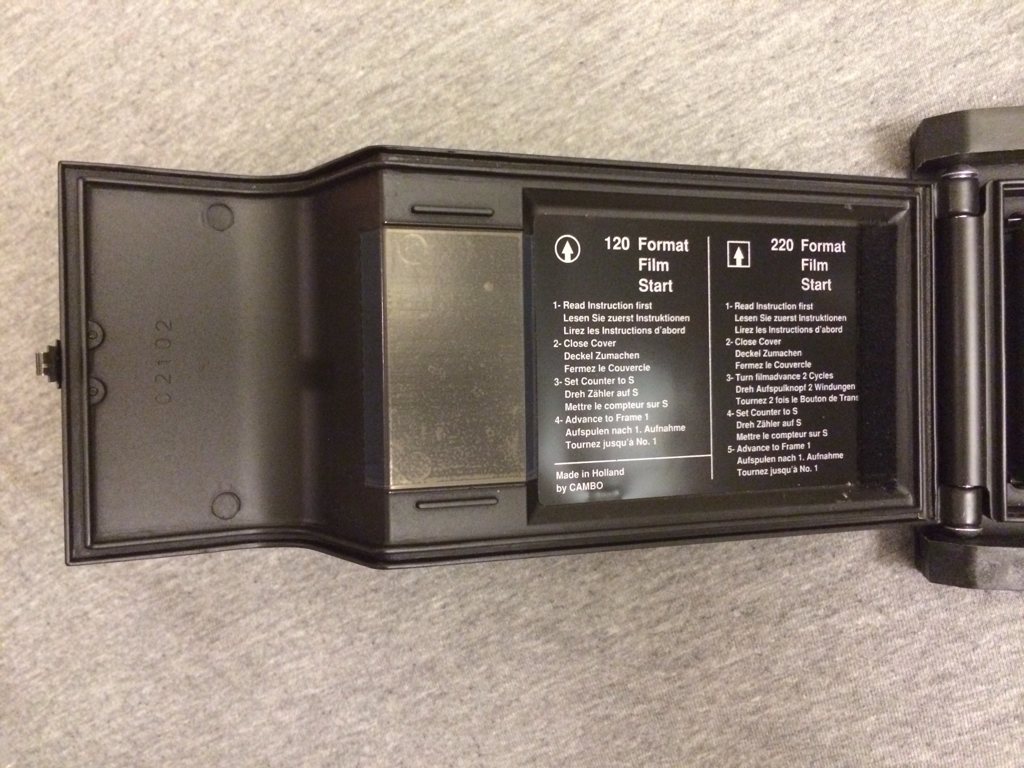 021102
120 Format
Film
Start
1- Read Instruction first
Lesen Sie zuerst Instruktionen
Lirez les Instructions d'abord
2- Close Cover
Deckel Zumachen
Fermez le Couvercle
3- Set Counter to S
Dreh Zähler auf S
Mettre le compteur sur S
4- Advance to Frame 1
Aufspulen nach 1. Aufnahme
Tournez jusqu'à No. 1
Made in Holland
by CAMBO
220 Format
Film
Start
1- Read Instruction first
Lesen Sie zuerst Instruktionen
Lirez les Instructions d'abord
2- Close Cover
Deckel Zumachen
Fermez le Couvercle
3- Turn filmadvance 2 Cycles
Dreh Aufspulknopf 2 Windungen
Tournez 2 fois le Bouton de Trans
4- Set Counter to S
Dreh Zähler auf S
Mettre le compteur sur S
5- Advance to Frame 1
Aufspulen nach 1. Aufnahme
Tournez jusqu'à No. 1